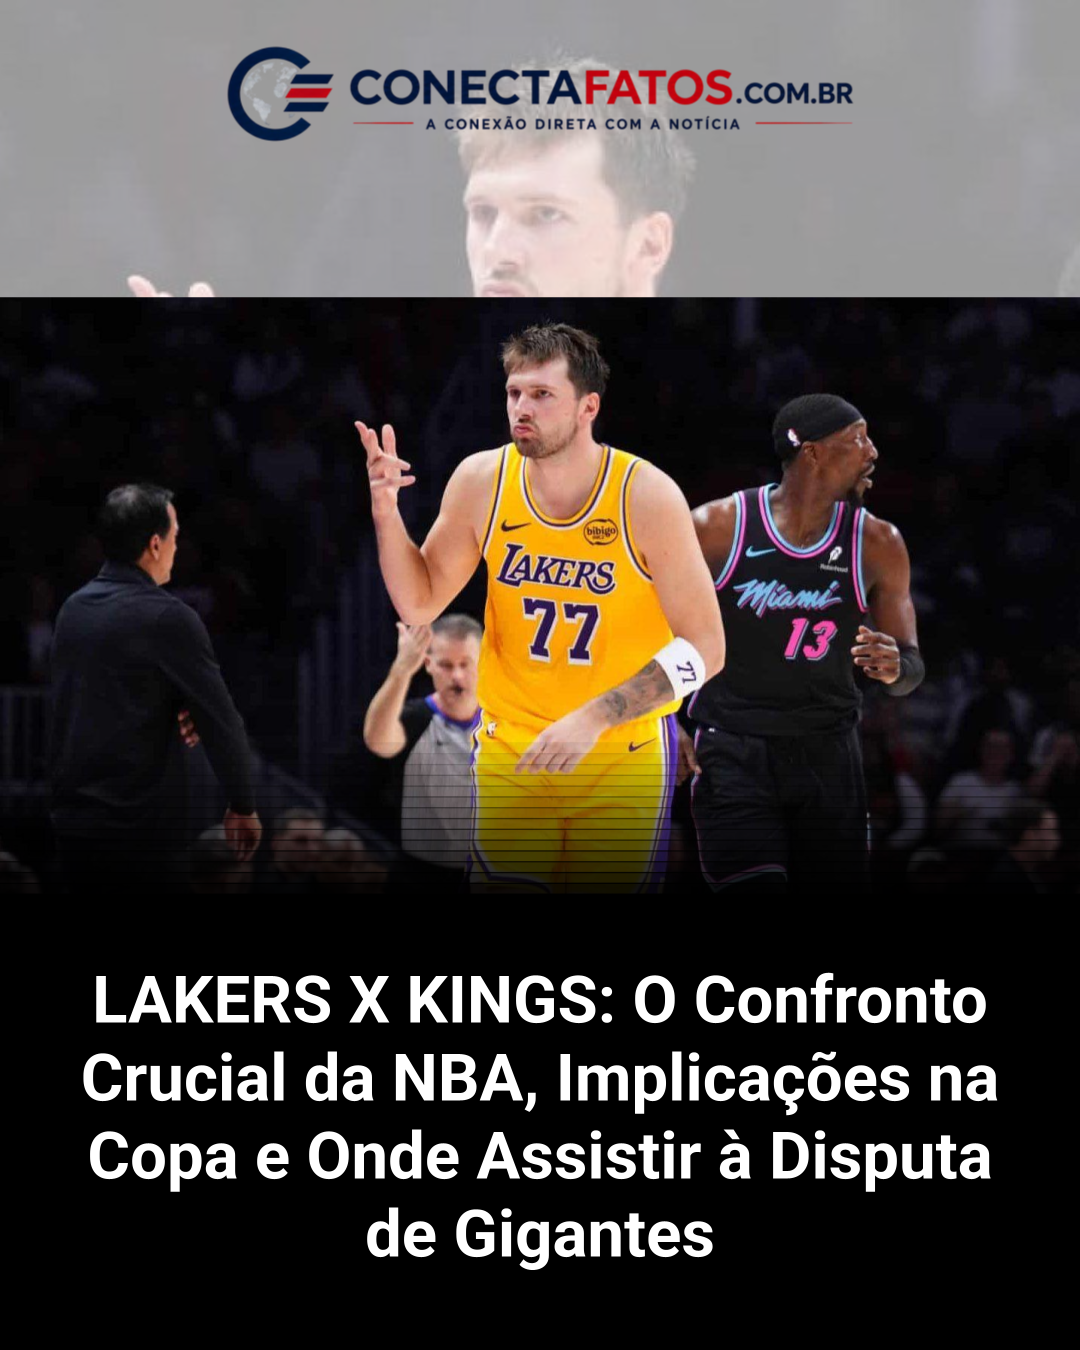 CONECTAFATOS.COM.BR
A CONEXÃO DIRETA COM A NOTÍCIA
bibigo
LAKERS
77
77
Miami
13
Robinhood
LAKERS X KINGS: O Confronto
Crucial da NBA, Implicações na
Copa e Onde Assistir à Disputa
de Gigantes